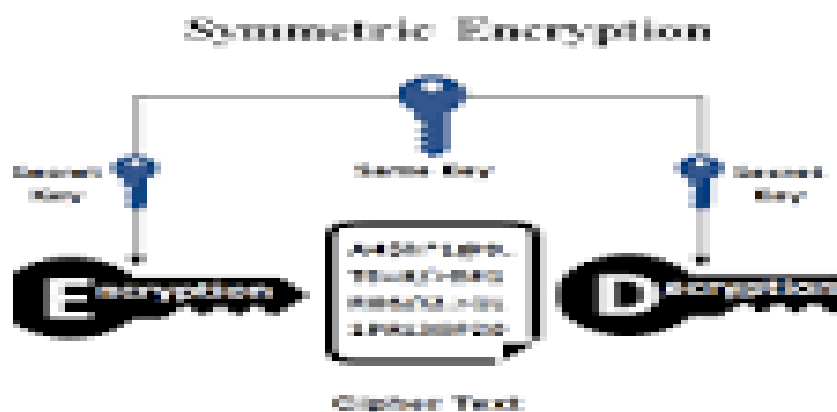 Symmetric Encryption
Secret
Key
Same Key
Secret
Key
Encryption
Decryption
Cipher Text